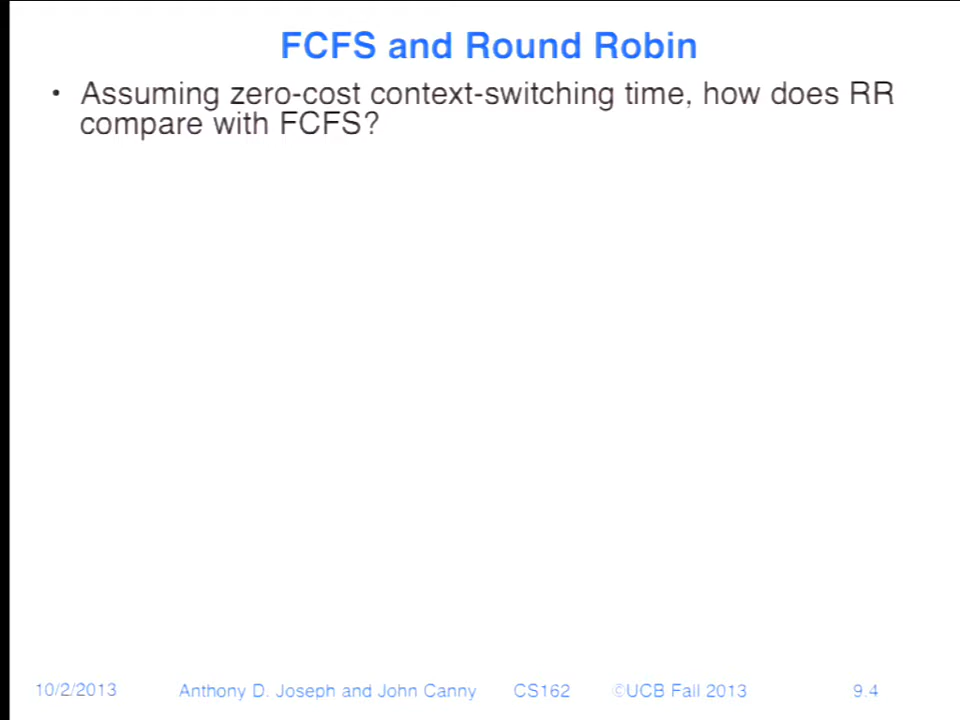 FCFS and Round Robin
• Assuming zero-cost context-switching time, how does RR
compare with FCFS?
10/2/2013 Anthony D. Joseph and John Canny CS162 ©UCB Fall 2013 9.4